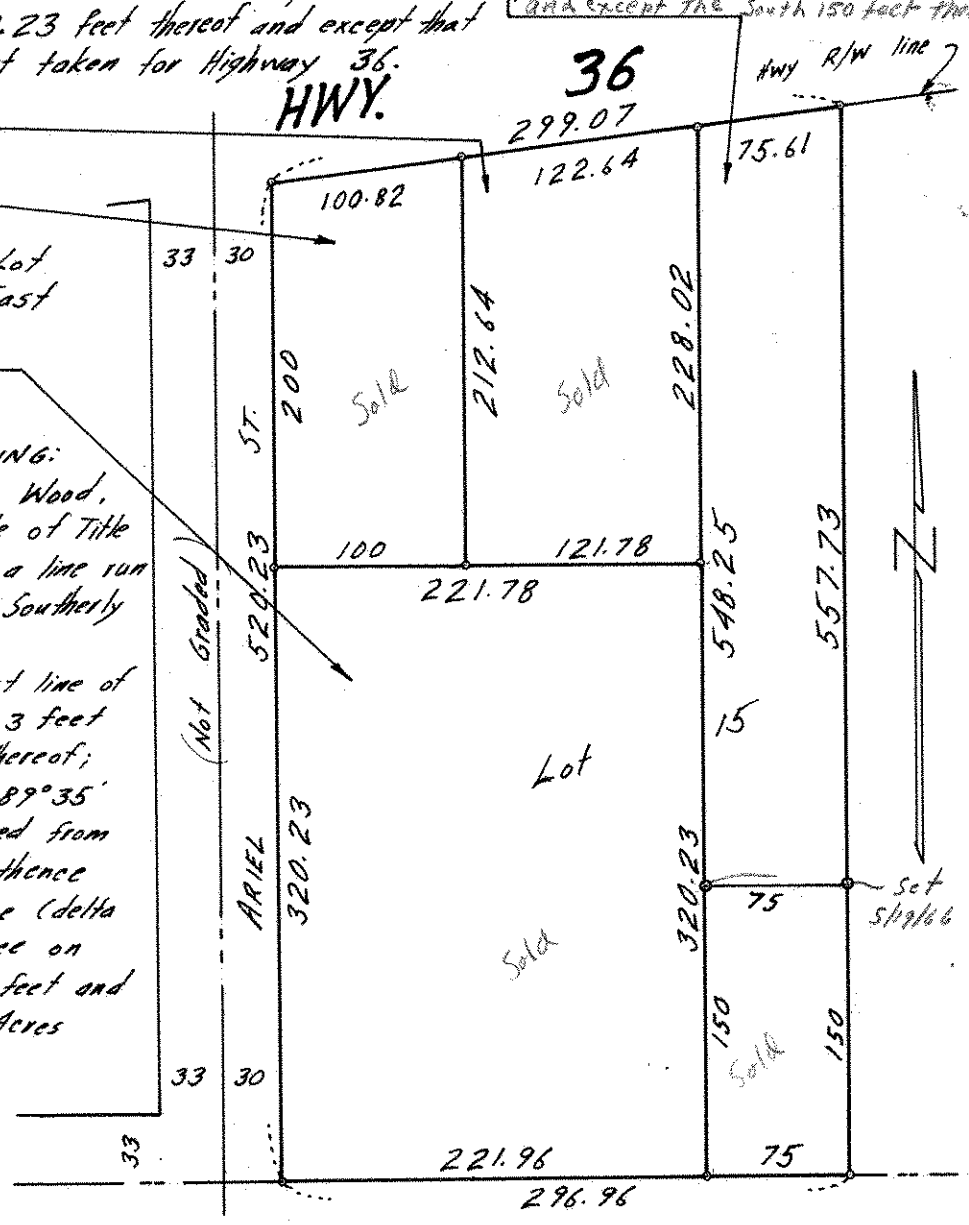 .23 feet thereof and except that
t taken for Highway 36.
and except the South 150 feet
HWY. 36
Hwy R/W line
299.07
100.82
122.64
75.61
33 30
Lot
East
200
212.64
228.02
Sold
Sold
ST.
ING:
Wood.
e of Title
a line run
Southerly
t line of
3 feet
hereof;
89°35'
ed from
thence
e (delta
ce on
feet and
Acres
100
121.78
221.78
520.23
548.25
557.73
(Not Graded)
15
Lot
ARIEL
320.23
320.23
75
Set
5/19/66
Sold
150
Sold
150
33 30
33
221.96
75
296.96